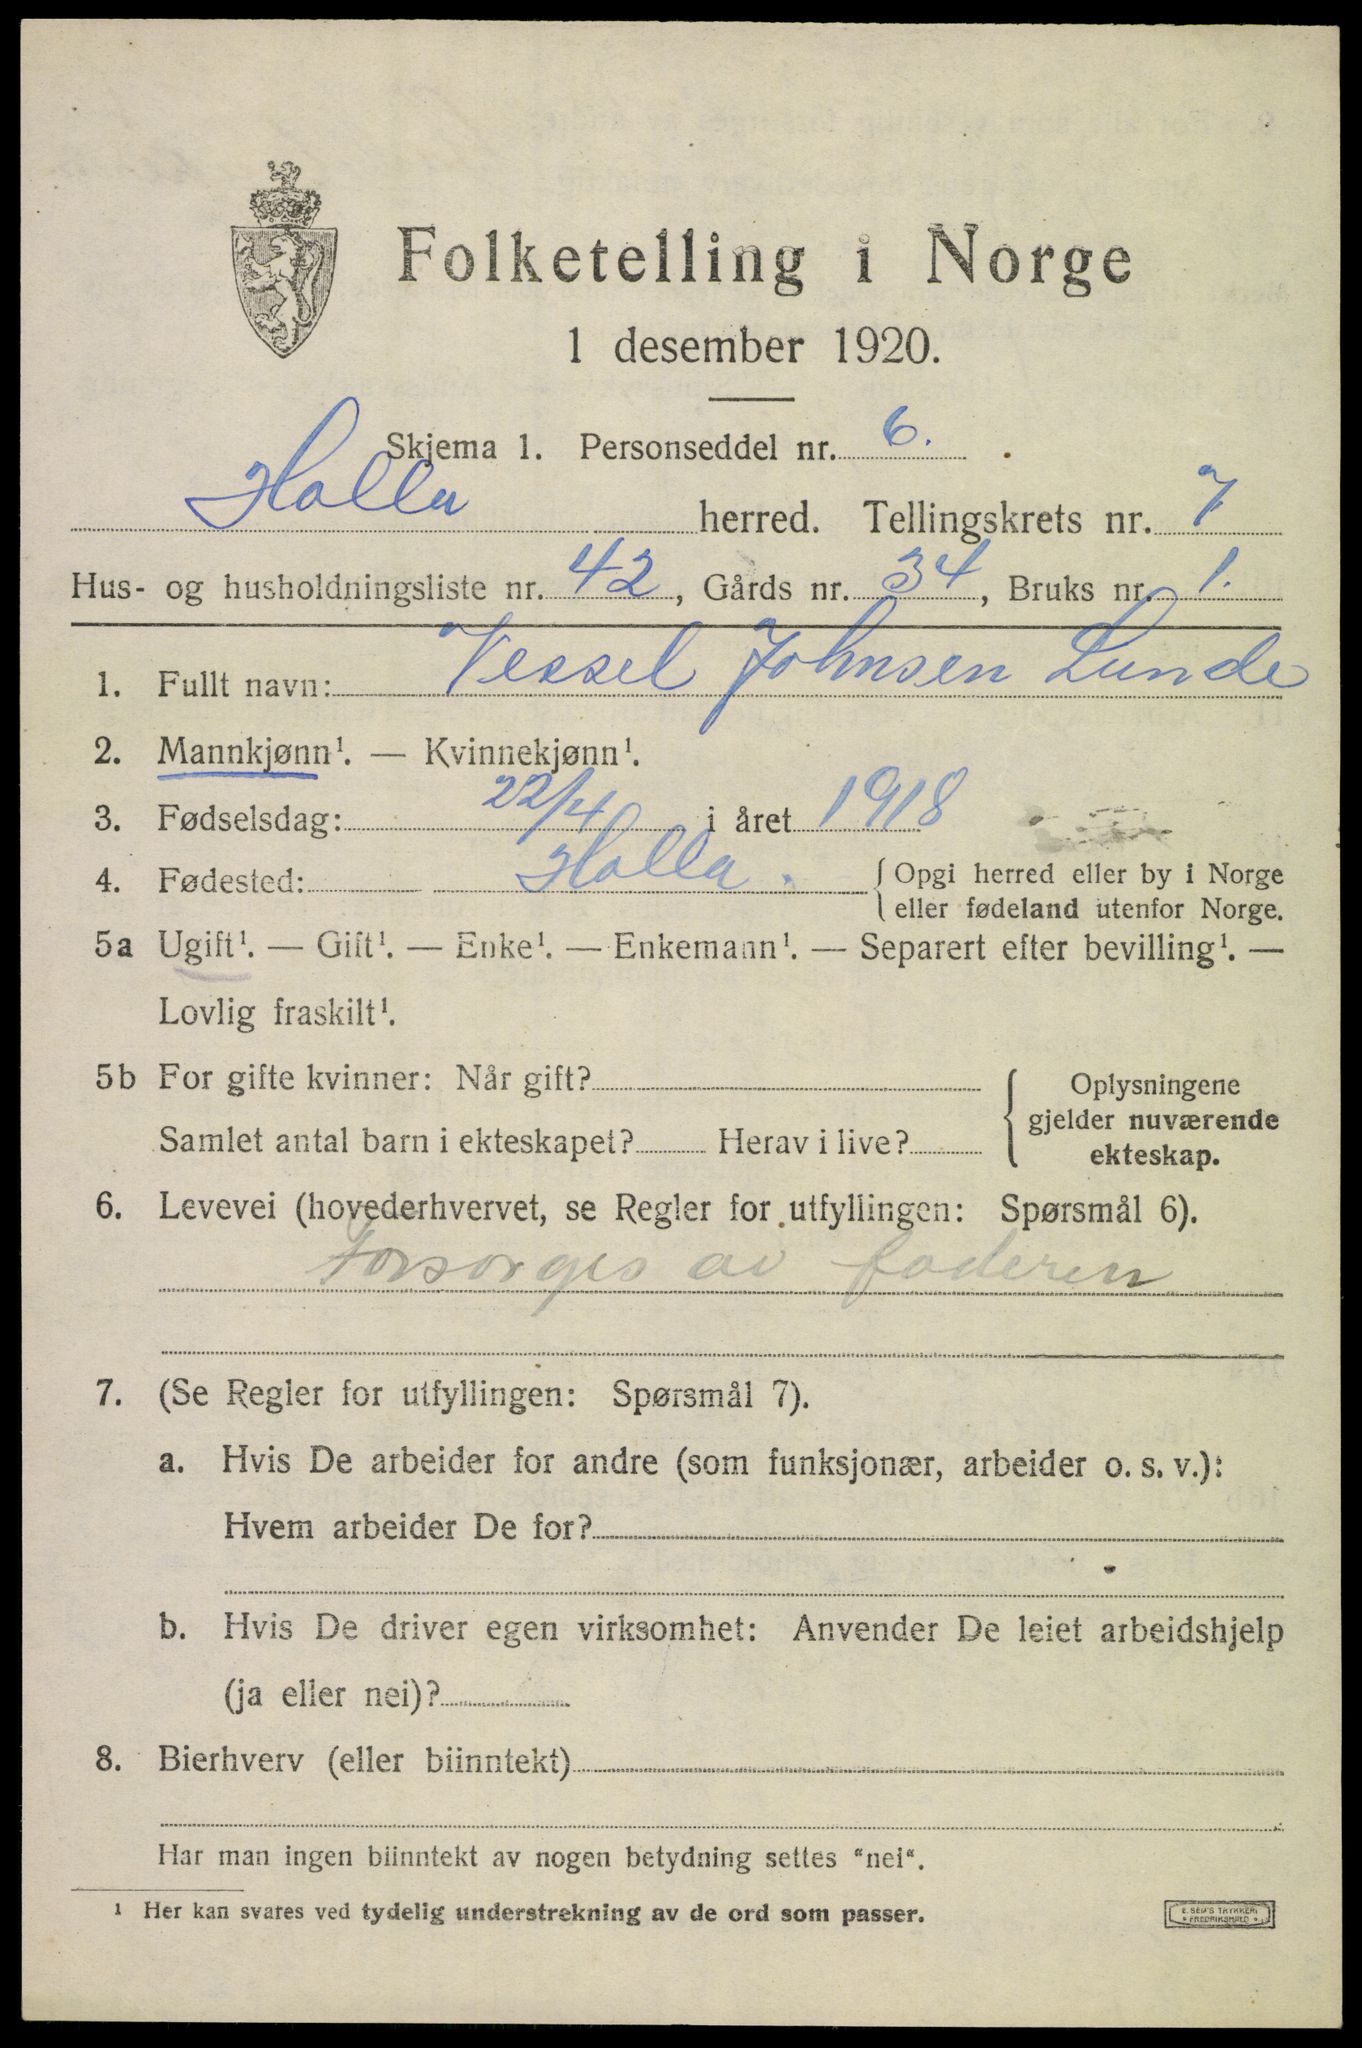 Folketelling i Norge
1 desember 1920.
Skjema 1. Personseddel nr. 6.
Holla herred. Tellingskrets nr. 7
Hus- og husholdningsliste nr. 42, Gårds nr. 34, Bruks nr. 1.
1. Fullt navn: Vessel Johnsen Lunde
2. Mannkjønn¹. — Kvinnekjønn¹.
3. Fødselsdag: 22/4 i året 1918
4. Fødested: Holla. { Opgi herred eller by i Norge
eller fødeland utenfor Norge.
5a Ugift¹. — Gift¹. — Enke¹. — Enkemann¹. — Separert efter bevilling¹. —
Lovlig fraskilt¹.
5b For gifte kvinner: Når gift?
Samlet antal barn i ekteskapet? Herav i live?
{ Oplysningene
gjelder nuværende
ekteskap.
6. Levevei (hovederhvervet, se Regler for utfyllingen: Spørsmål 6).
Forsorges av faderen
7. (Se Regler for utfyllingen: Spørsmål 7).
a. Hvis De arbeider for andre (som funksjonær, arbeider o. s. v.):
Hvem arbeider De for?
b. Hvis De driver egen virksomhet: Anvender De leiet arbeidshjelp
(ja eller nei)?
8. Bierhverv (eller biinntekt)
Har man ingen biinntekt av nogen betydning settes "nei".
¹ Her kan svares ved tydelig understrekning av de ord som passer.
E. SEM'S TRYKKERI
FREDRIKSHALD